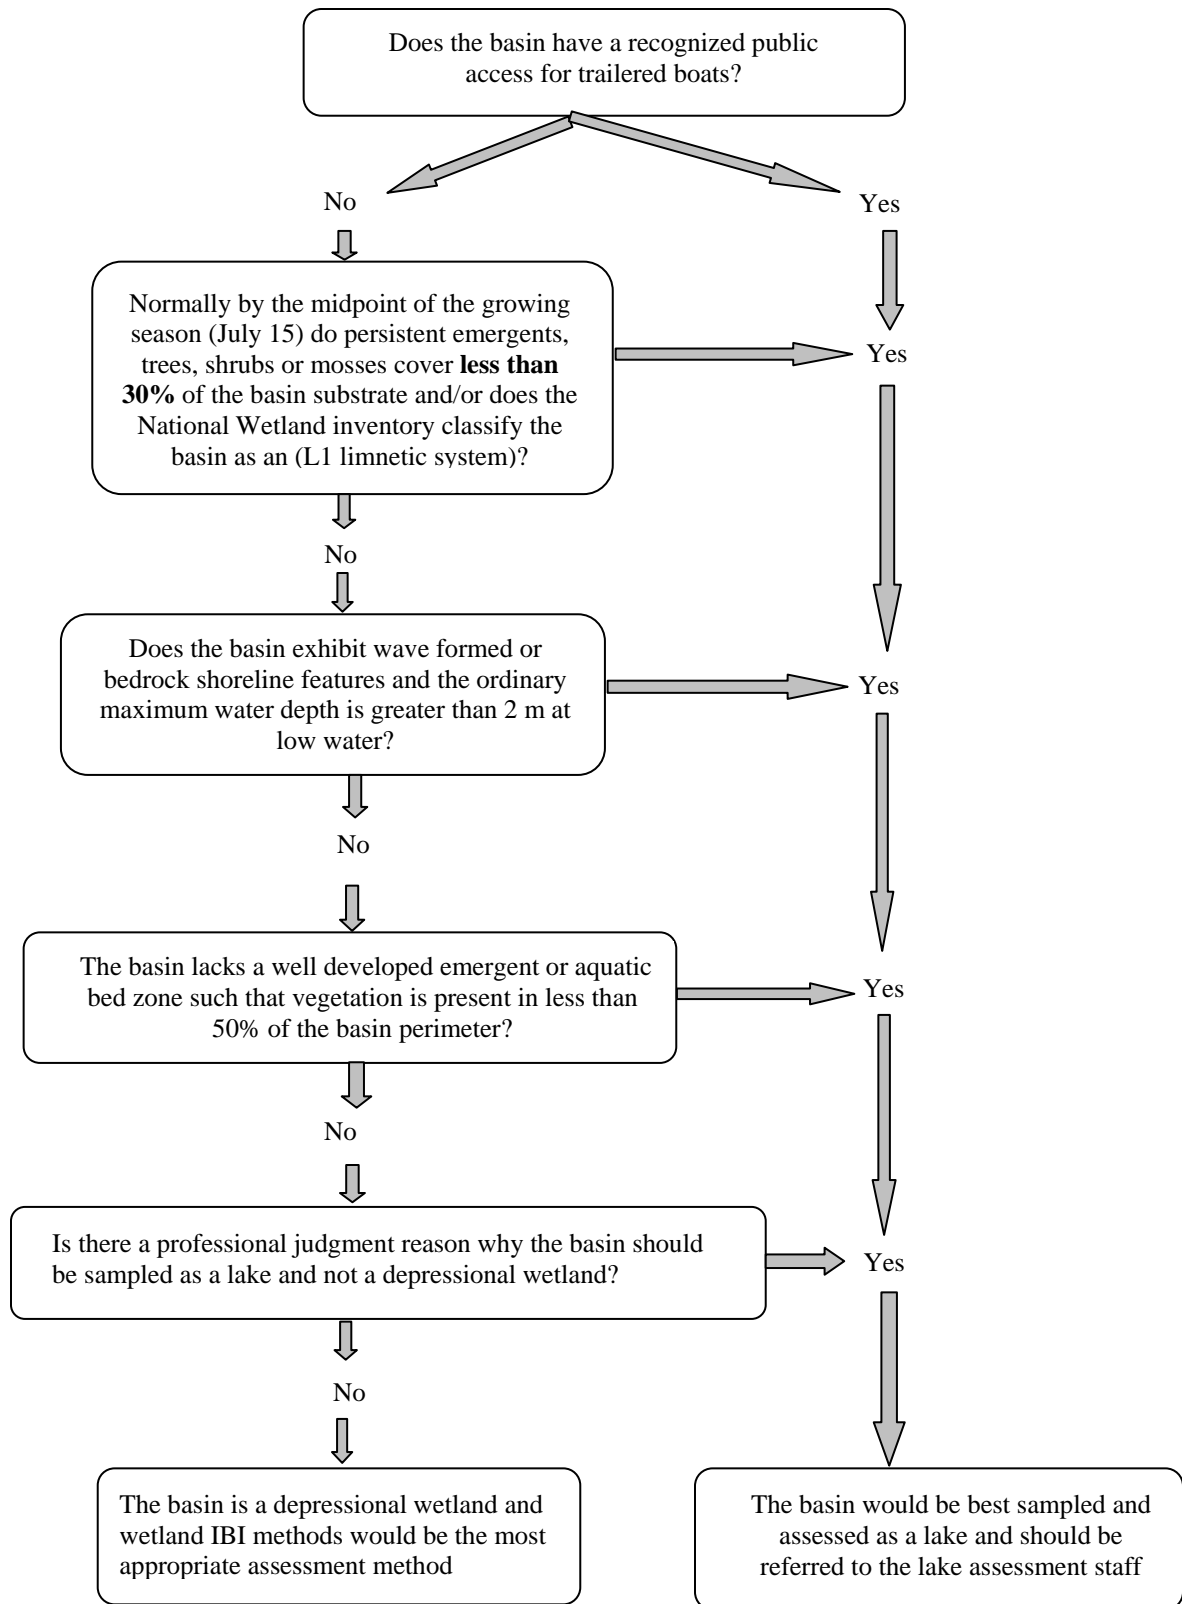 Does the basin have a recognized public
access for trailered boats?
No
Yes
Normally by the midpoint of the growing
season (July 15) do persistent emergents,
trees, shrubs or mosses cover less than
30% of the basin substrate and/or does the
National Wetland inventory classify the
basin as an (L1 limnetic system)?
Yes
No
Does the basin exhibit wave formed or
bedrock shoreline features and the ordinary
maximum water depth is greater than 2 m at
low water?
Yes
No
The basin lacks a well developed emergent or aquatic
bed zone such that vegetation is present in less than
50% of the basin perimeter?
Yes
No
Is there a professional judgment reason why the basin should
be sampled as a lake and not a depressional wetland?
Yes
No
The basin is a depressional wetland and
wetland IBI methods would be the most
appropriate assessment method
The basin would be best sampled and
assessed as a lake and should be
referred to the lake assessment staff